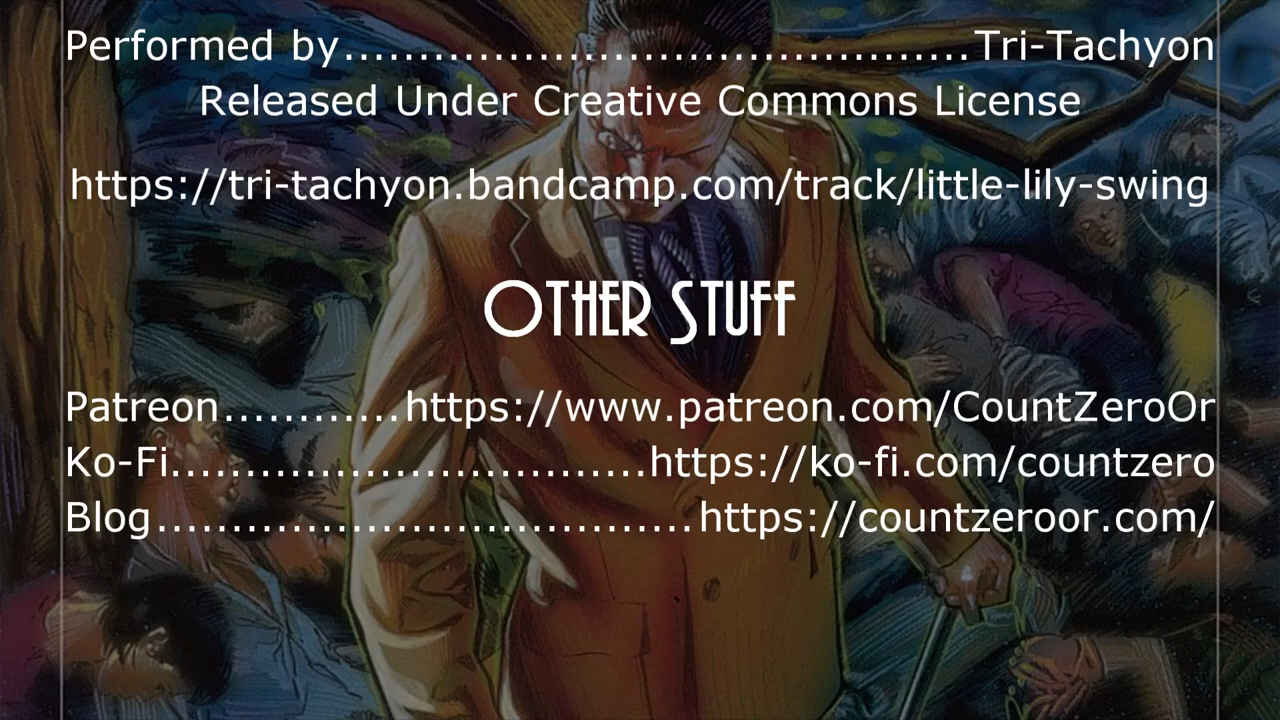 Performed by..........................................Tri-Tachyon
Released Under Creative Commons License
https://tri-tachyon.bandcamp.com/track/little-lily-swing
Other Stuff
Patreon............https://www.patreon.com/CountZeroOr
Ko-Fi................................https://ko-fi.com/countzero
Blog....................................https://countzeroor.com/